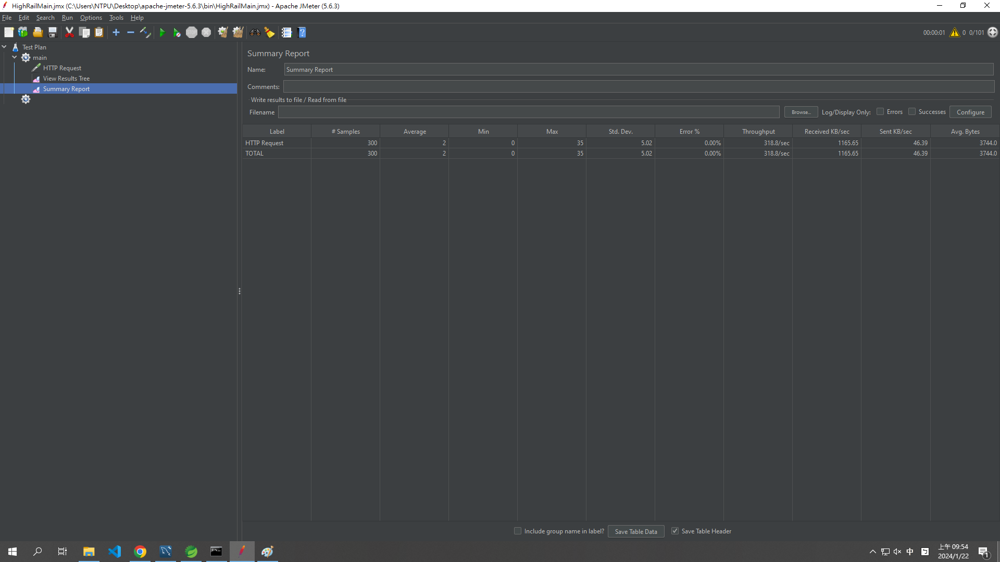 HighRailMain.jmx (C:\Users\NTPU\Desktop\apache-jmeter-5.6.3\bin\HighRailMain.jmx) - Apache JMeter (5.6.3)
File Edit Search Run Options Tools Help
00:00:01 0 0/101
Test Plan
main
HTTP Request
View Results Tree
Summary Report
Summary Report
Name: Summary Report
Comments:
Write results to file / Read from file
Filename Browse... Log/Display Only: Errors Successes Configure
Label # Samples Average Min Max Std. Dev. Error % Throughput Received KB/sec Sent KB/sec Avg. Bytes
HTTP Request 300 2 0 35 5.02 0.00% 318.8/sec 1165.65 46.39 3744.0
TOTAL 300 2 0 35 5.02 0.00% 318.8/sec 1165.65 46.39 3744.0
Include group name in label? Save Table Data Save Table Header
中 ㄅ 上午 09:54
2024/1/22
1